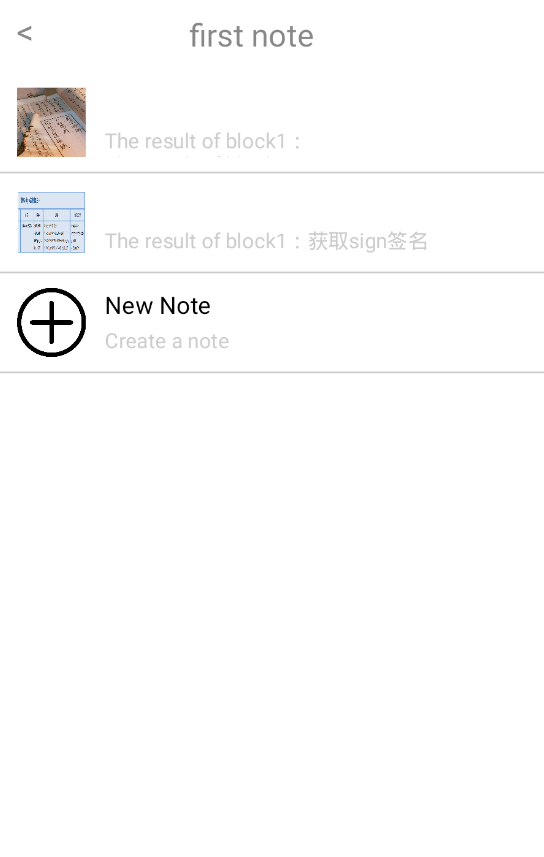 <
first note
The result of block1：
The result of block1：获取sign签名
New Note
Create a note